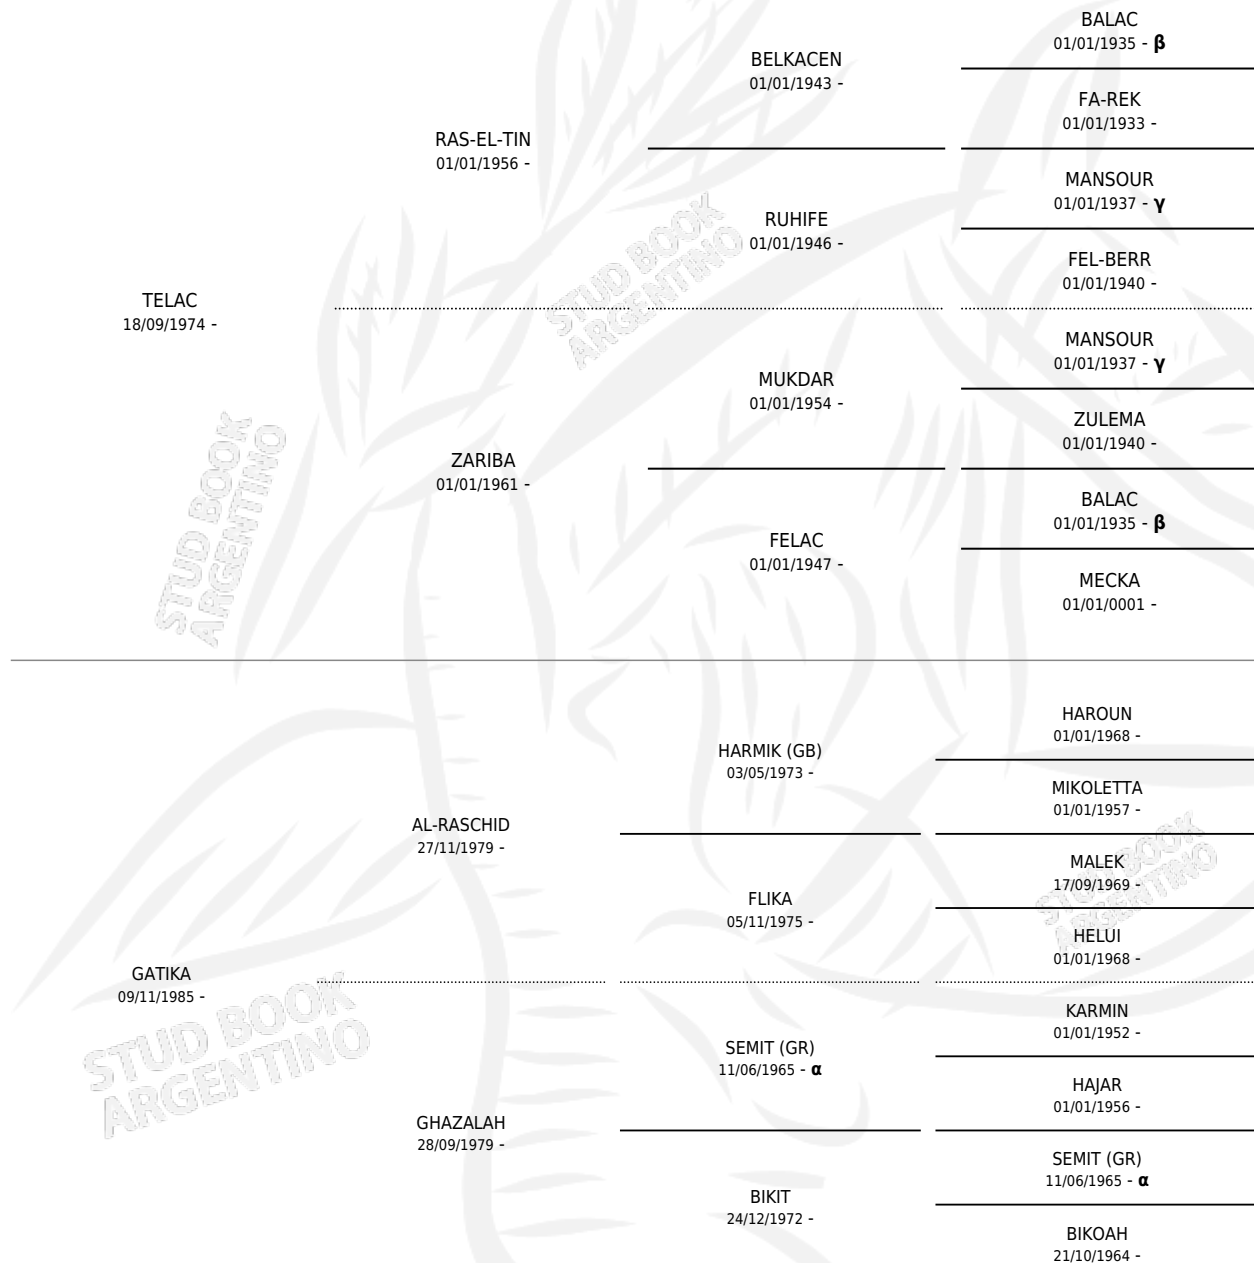 BALAC
01/01/1935 - β
BELKACEN
01/01/1943 -
FA-REK
01/01/1933 -
RAS-EL-TIN
01/01/1956 -
MANSOUR
01/01/1937 - γ
RUHIFE
01/01/1946 -
FEL-BERR
01/01/1940 -
TELAC
18/09/1974 -
MANSOUR
01/01/1937 - γ
MUKDAR
01/01/1954 -
ZULEMA
01/01/1940 -
ZARIBA
01/01/1961 -
BALAC
01/01/1935 - β
FELAC
01/01/1947 -
MECKA
01/01/0001 -
HAROUN
01/01/1968 -
HARMIK (GB)
03/05/1973 -
MIKOLETTA
01/01/1957 -
AL-RASCHID
27/11/1979 -
MALEK
17/09/1969 -
FLIKA
05/11/1975 -
HELUI
01/01/1968 -
GATIKA
09/11/1985 -
KARMIN
01/01/1952 -
SEMIT (GR)
11/06/1965 - α
HAJAR
01/01/1956 -
GHAZALAH
28/09/1979 -
SEMIT (GR)
11/06/1965 - α
BIKIT
24/12/1972 -
BIKOAH
21/10/1964 -
STUD BOOK
ARGENTINO
STUD BOOK
ARGENTINO
STUD BOOK
ARGENTINO
STUD BOOK
ARGENTINO